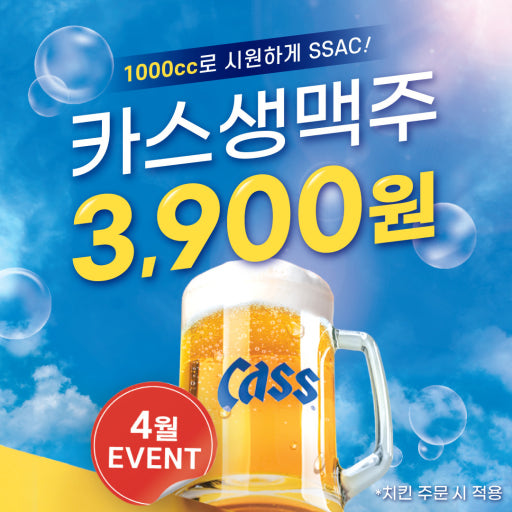 1000cc로 시원하게 SSAC!
카스생맥주
3,900원
Cass
4월
EVENT
*치킨 주문 시 적용